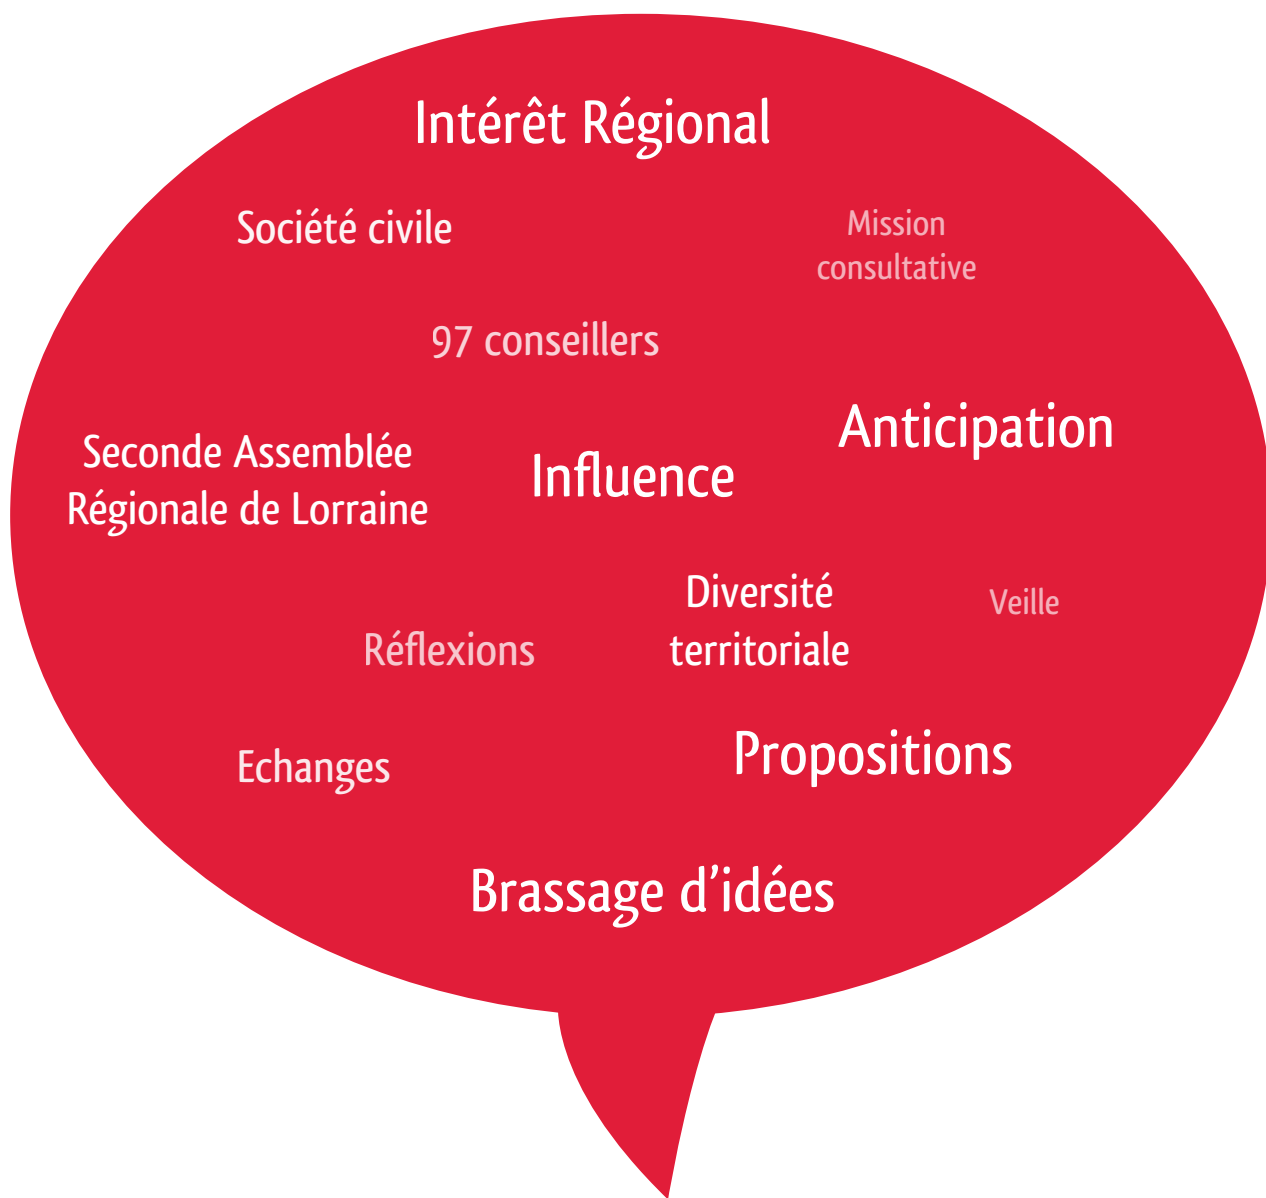 Intérêt Régional
Société civile
Mission
consultative
97 conseillers
Anticipation
Seconde Assemblée
Régionale de Lorraine
Influence
Diversité
territoriale
Veille
Réflexions
Propositions
Echanges
Brassage d’idées